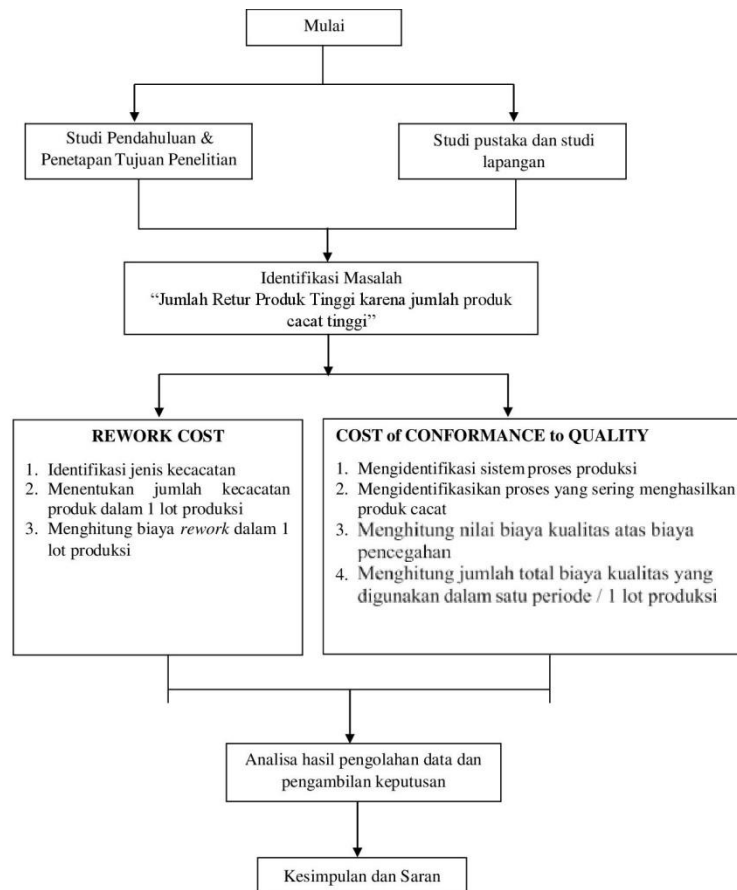 Mulai
Studi Pendahuluan &
Penetapan Tujuan Penelitian
Studi pustaka dan studi
lapangan
Identifikasi Masalah
“Jumlah Retur Produk Tinggi karena jumlah produk
cacat tinggi”
REWORK COST
1. Identifikasi jenis kecacatan
2. Menentukan jumlah kecacatan
produk dalam 1 lot produksi
3. Menghitung biaya rework dalam 1
lot produksi
COST of CONFORMANCE to QUALITY
1. Mengidentifikasi sistem proses produksi
2. Mengidentifikasikan proses yang sering menghasilkan
produk cacat
3. Menghitung nilai biaya kualitas atas biaya
pencegahan
4. Menghitung jumlah total biaya kualitas yang
digunakan dalam satu periode / 1 lot produksi
Analisa hasil pengolahan data dan
pengambilan keputusan
Kesimpulan dan Saran